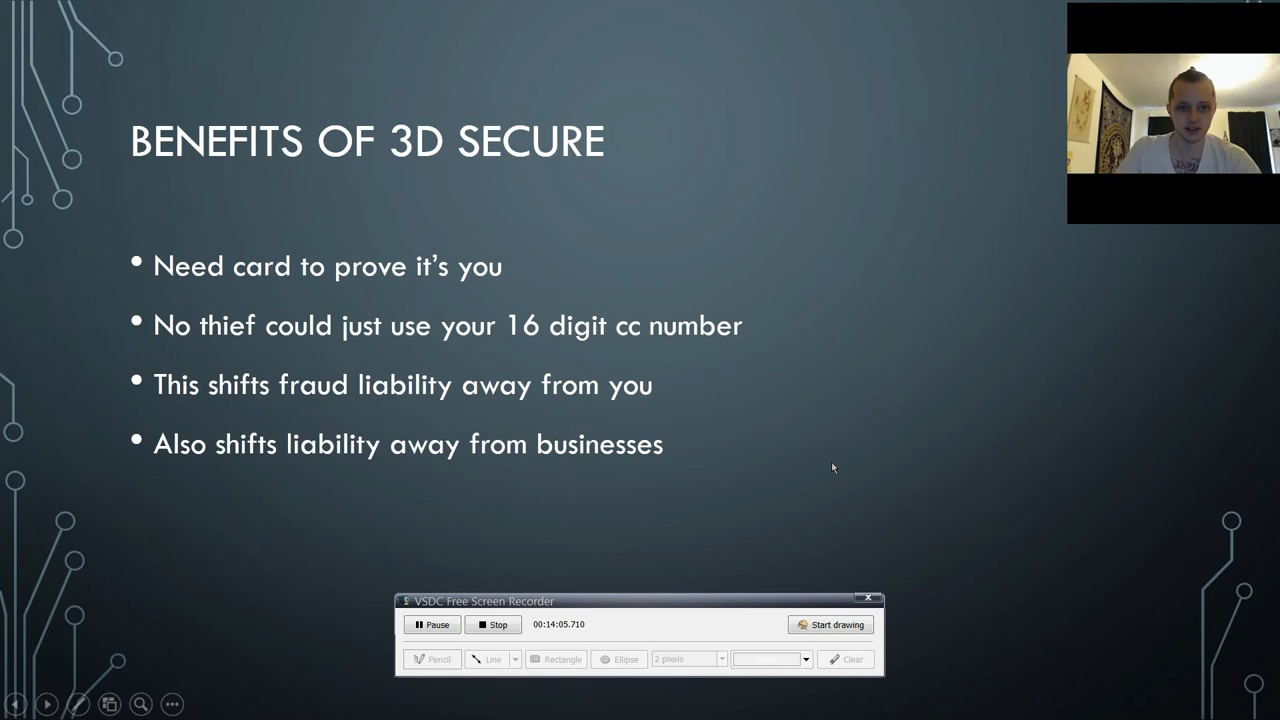 BENEFITS OF 3D SECURE
• Need card to prove it's you
• No thief could just use your 16 digit cc number
• This shifts fraud liability away from you
• Also shifts liability away from businesses
VSDC Free Screen Recorder
Pause Stop 00:14:05.710 Start drawing
Pencil Line Rectangle Ellipse 2 pixels Clear